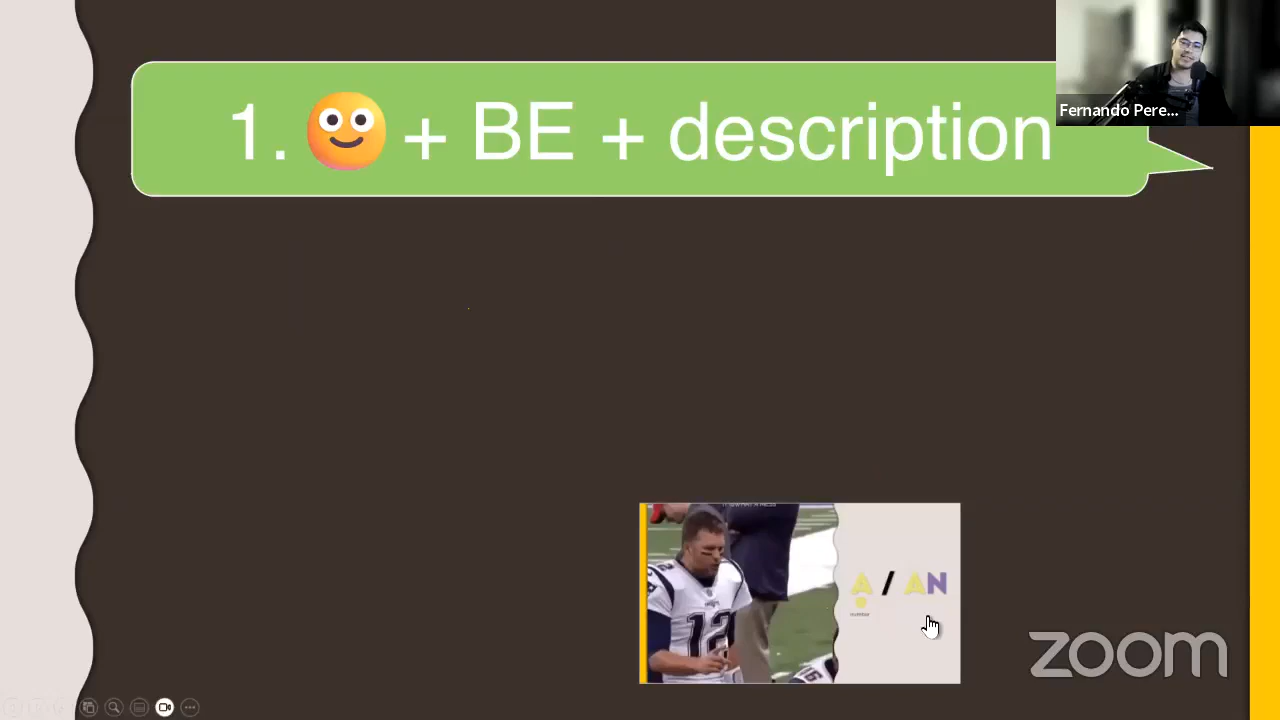 1. 🙂 + BE + description
Fernando Pere...
12
A / AN
zoom